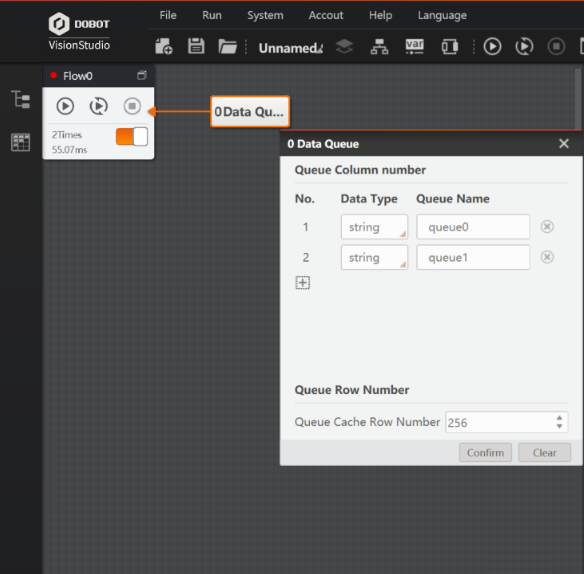 DOBOT
VisionStudio
File Run System Accout Help Language
Unnamed
var
Flow0
2Times
55.07ms
0Data Qu...
0 Data Queue
Queue Column number
No. Data Type Queue Name
1 string queue0
2 string queue1
Queue Row Number
Queue Cache Row Number 256
Confirm Clear